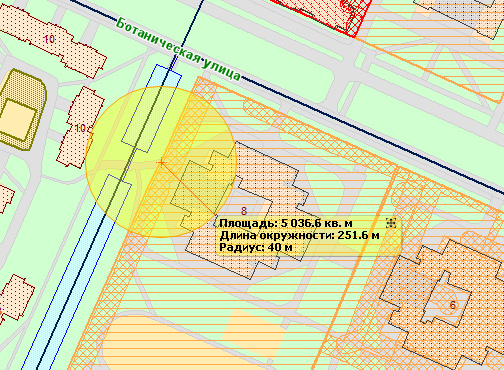 Ботаническая улица
10
10
8
Площадь: 5 036.6 кв. м
Длина окружности: 251.6 м
Радиус: 40 м
6